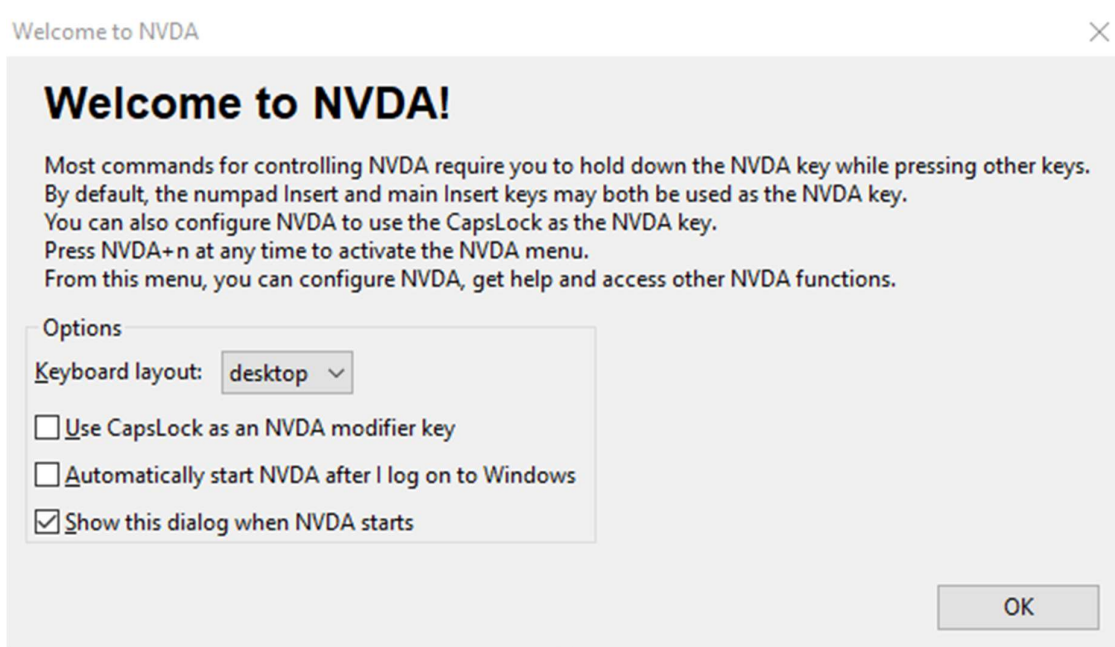 Welcome to NVDA
Welcome to NVDA!
Most commands for controlling NVDA require you to hold down the NVDA key while pressing other keys.
By default, the numpad Insert and main Insert keys may both be used as the NVDA key.
You can also configure NVDA to use the CapsLock as the NVDA key.
Press NVDA+n at any time to activate the NVDA menu.
From this menu, you can configure NVDA, get help and access other NVDA functions.
Options
Keyboard layout: desktop
Use CapsLock as an NVDA modifier key
Automatically start NVDA after I log on to Windows
Show this dialog when NVDA starts
OK